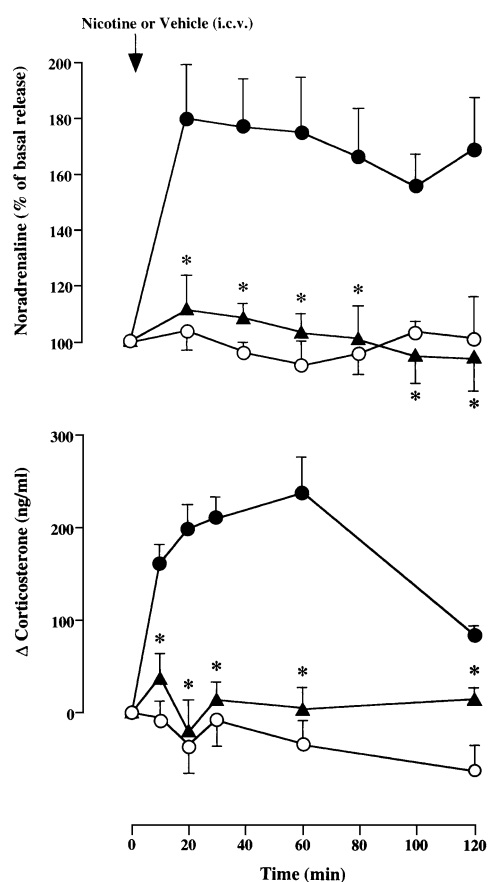 Nicotine or Vehicle (i.c.v.)
Noradrenaline (% of basal release)
200
180
160
140
120
100
* * * *
* *
Δ Corticosterone (ng/ml)
300
200
100
0
* * * * *
0 20 40 60 80 100 120
Time (min)